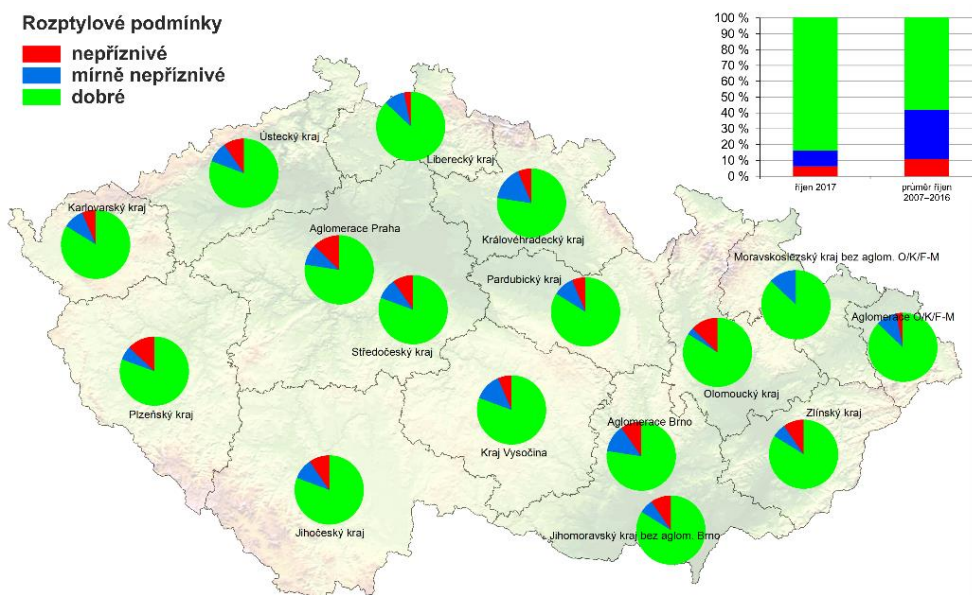 Rozptylové podmínky
nepříznivé
mírně nepříznivé
dobré
100 %
90 %
80 %
70 %
60 %
50 %
40 %
30 %
20 %
10 %
0 %
říjen 2017
průměr říjen
2007–2016
Ústecký kraj
Liberecký kraj
Karlovarský kraj
Aglomerace Praha
Královéhradecký kraj
Moravskoslezský kraj bez aglom. O/K/F-M
Pardubický kraj
Aglomerace O/K/F-M
Středočeský kraj
Olomoucký kraj
Plzeňský kraj
Zlínský kraj
Aglomerace Brno
Kraj Vysočina
Jihočeský kraj
Jihomoravský kraj bez aglom. Brno